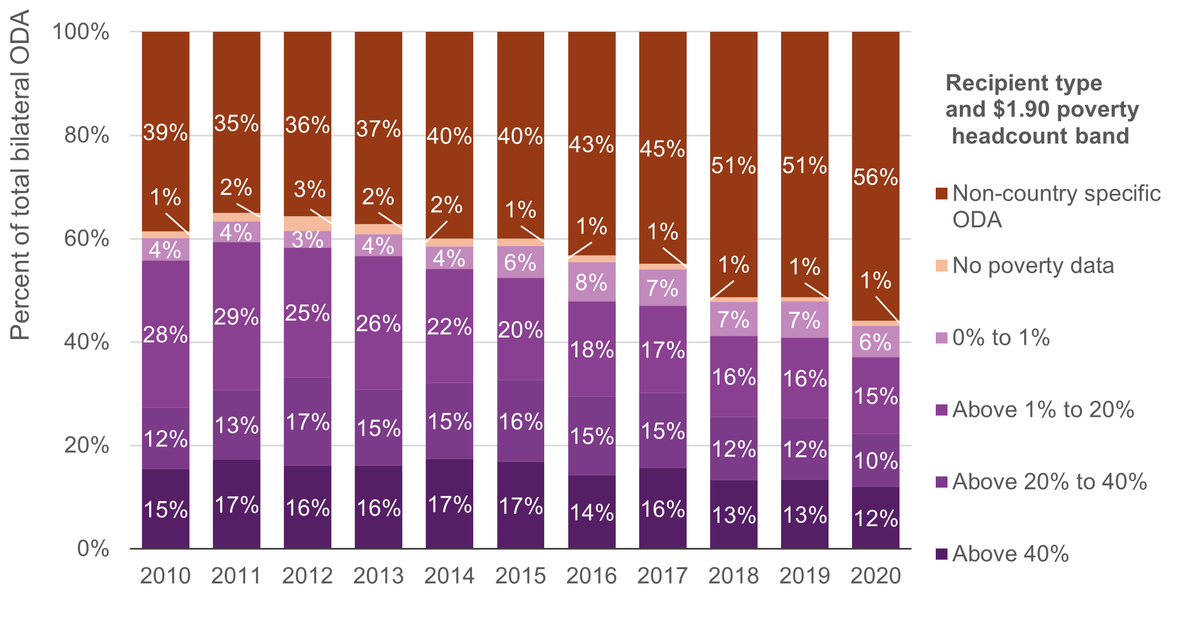 Percent of total bilateral ODA
100%
80%
60%
40%
20%
0%
39% 35% 36% 37% 40% 40% 43% 45% 51% 51% 56%
1% 2% 3% 2% 2% 1% 1% 1% 1% 1% 1%
4% 4% 3% 4% 4% 6% 8% 7% 7% 7% 6%
28% 29% 25% 26% 22% 20% 18% 17% 16% 16% 15%
12% 13% 17% 15% 15% 16% 15% 15% 12% 12% 10%
15% 17% 16% 16% 17% 17% 14% 16% 13% 13% 12%
2010 2011 2012 2013 2014 2015 2016 2017 2018 2019 2020
Recipient type
and $1.90 poverty
headcount band
Non-country specific
ODA
No poverty data
0% to 1%
Above 1% to 20%
Above 20% to 40%
Above 40%